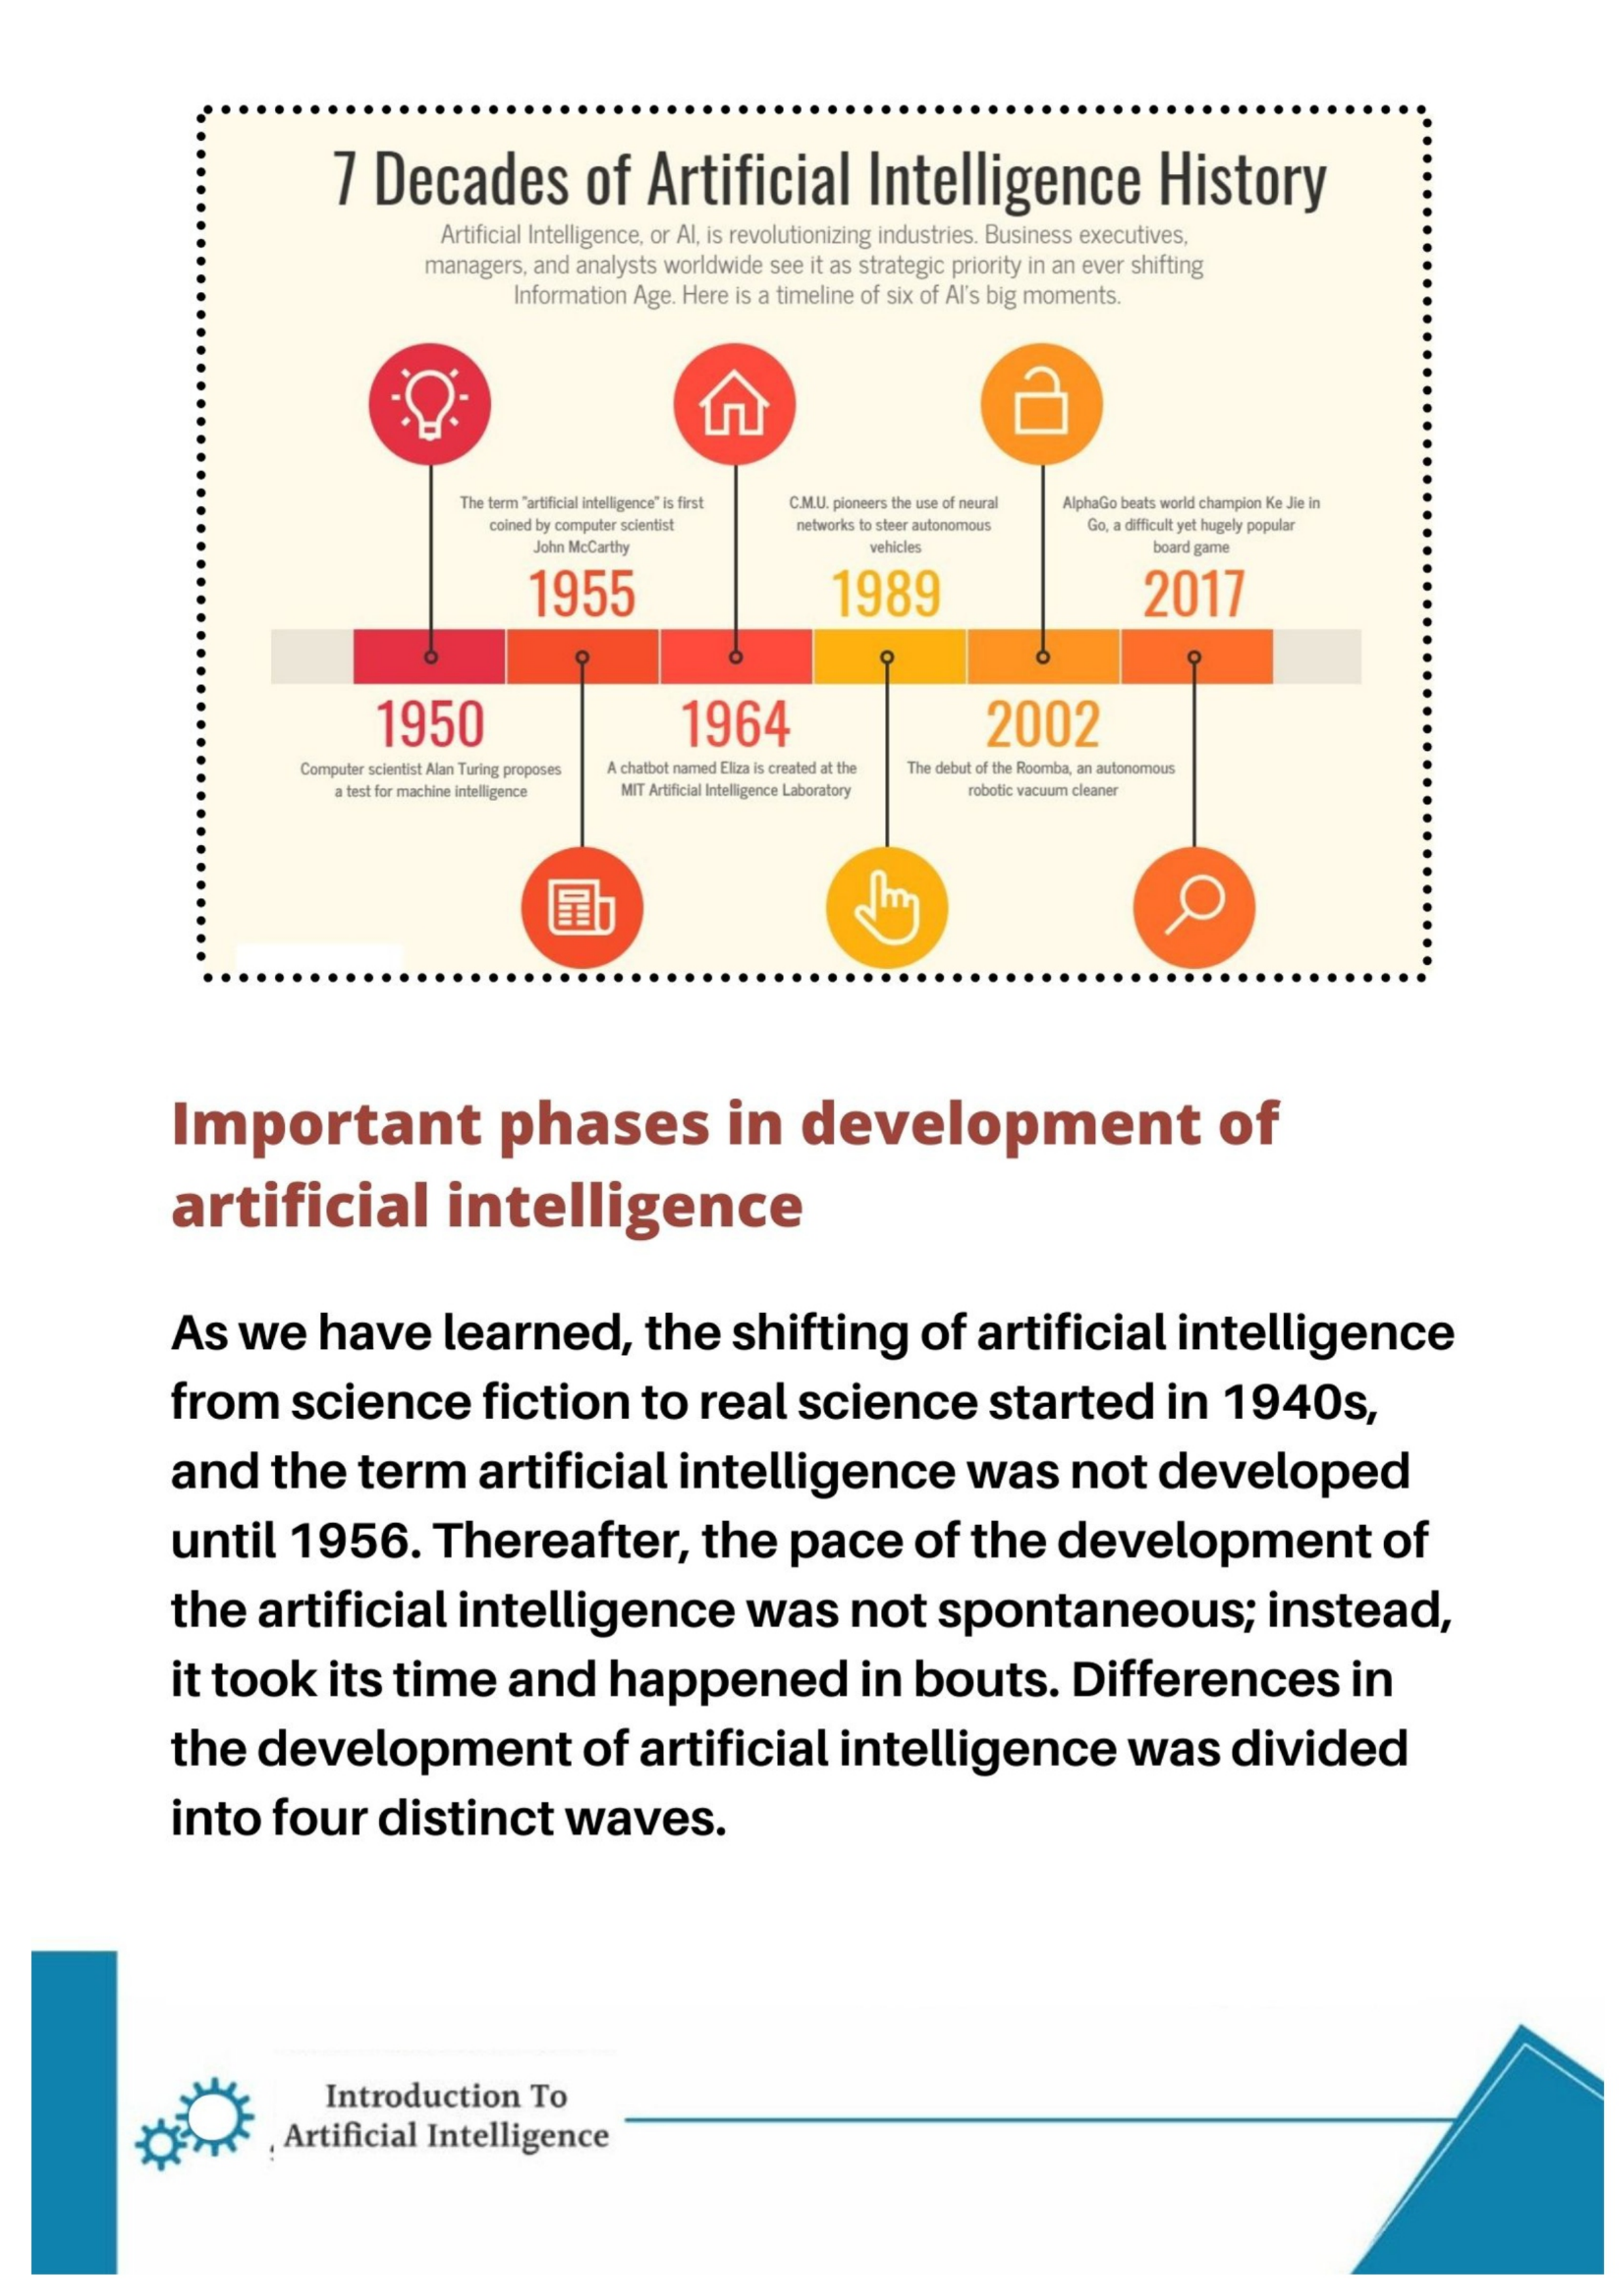 7 Decades of Artificial Intelligence History
Artificial Intelligence, or AI, is revolutionizing industries. Business executives,
managers, and analysts worldwide see it as strategic priority in an ever shifting
Information Age. Here is a timeline of six of AI's big moments.
The term "artificial intelligence" is first
coined by computer scientist
John McCarthy
1955
C.M.U. pioneers the use of neural
networks to steer autonomous
vehicles
1989
AlphaGo beats world champion Ke Jie in
Go, a difficult yet hugely popular
board game
2017
1950
Computer scientist Alan Turing proposes
a test for machine intelligence
1964
A chatbot named Eliza is created at the
MIT Artificial Intelligence Laboratory
2002
The debut of the Roomba, an autonomous
robotic vacuum cleaner
Important phases in development of
artificial intelligence
As we have learned, the shifting of artificial intelligence
from science fiction to real science started in 1940s,
and the term artificial intelligence was not developed
until 1956. Thereafter, the pace of the development of
the artificial intelligence was not spontaneous; instead,
it took its time and happened in bouts. Differences in
the development of artificial intelligence was divided
into four distinct waves.
Introduction To
Artificial Intelligence